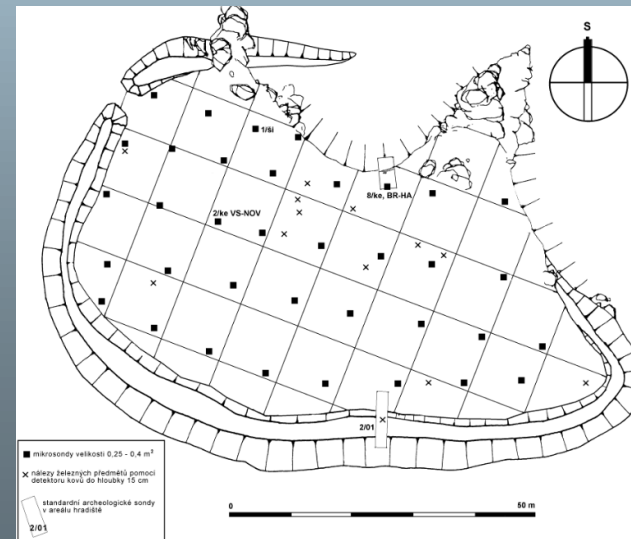 S
1/ši
8/ke, BR-HA
2/ke VS-NOV
2/01
mikrosondy velikosti 0,25 - 0,4 m²
nálezy železných předmětů pomocí
detektoru kovů do hloubky 15 cm
standardní archeologické sondy
v areálu hradiště
2/01
0
50 m